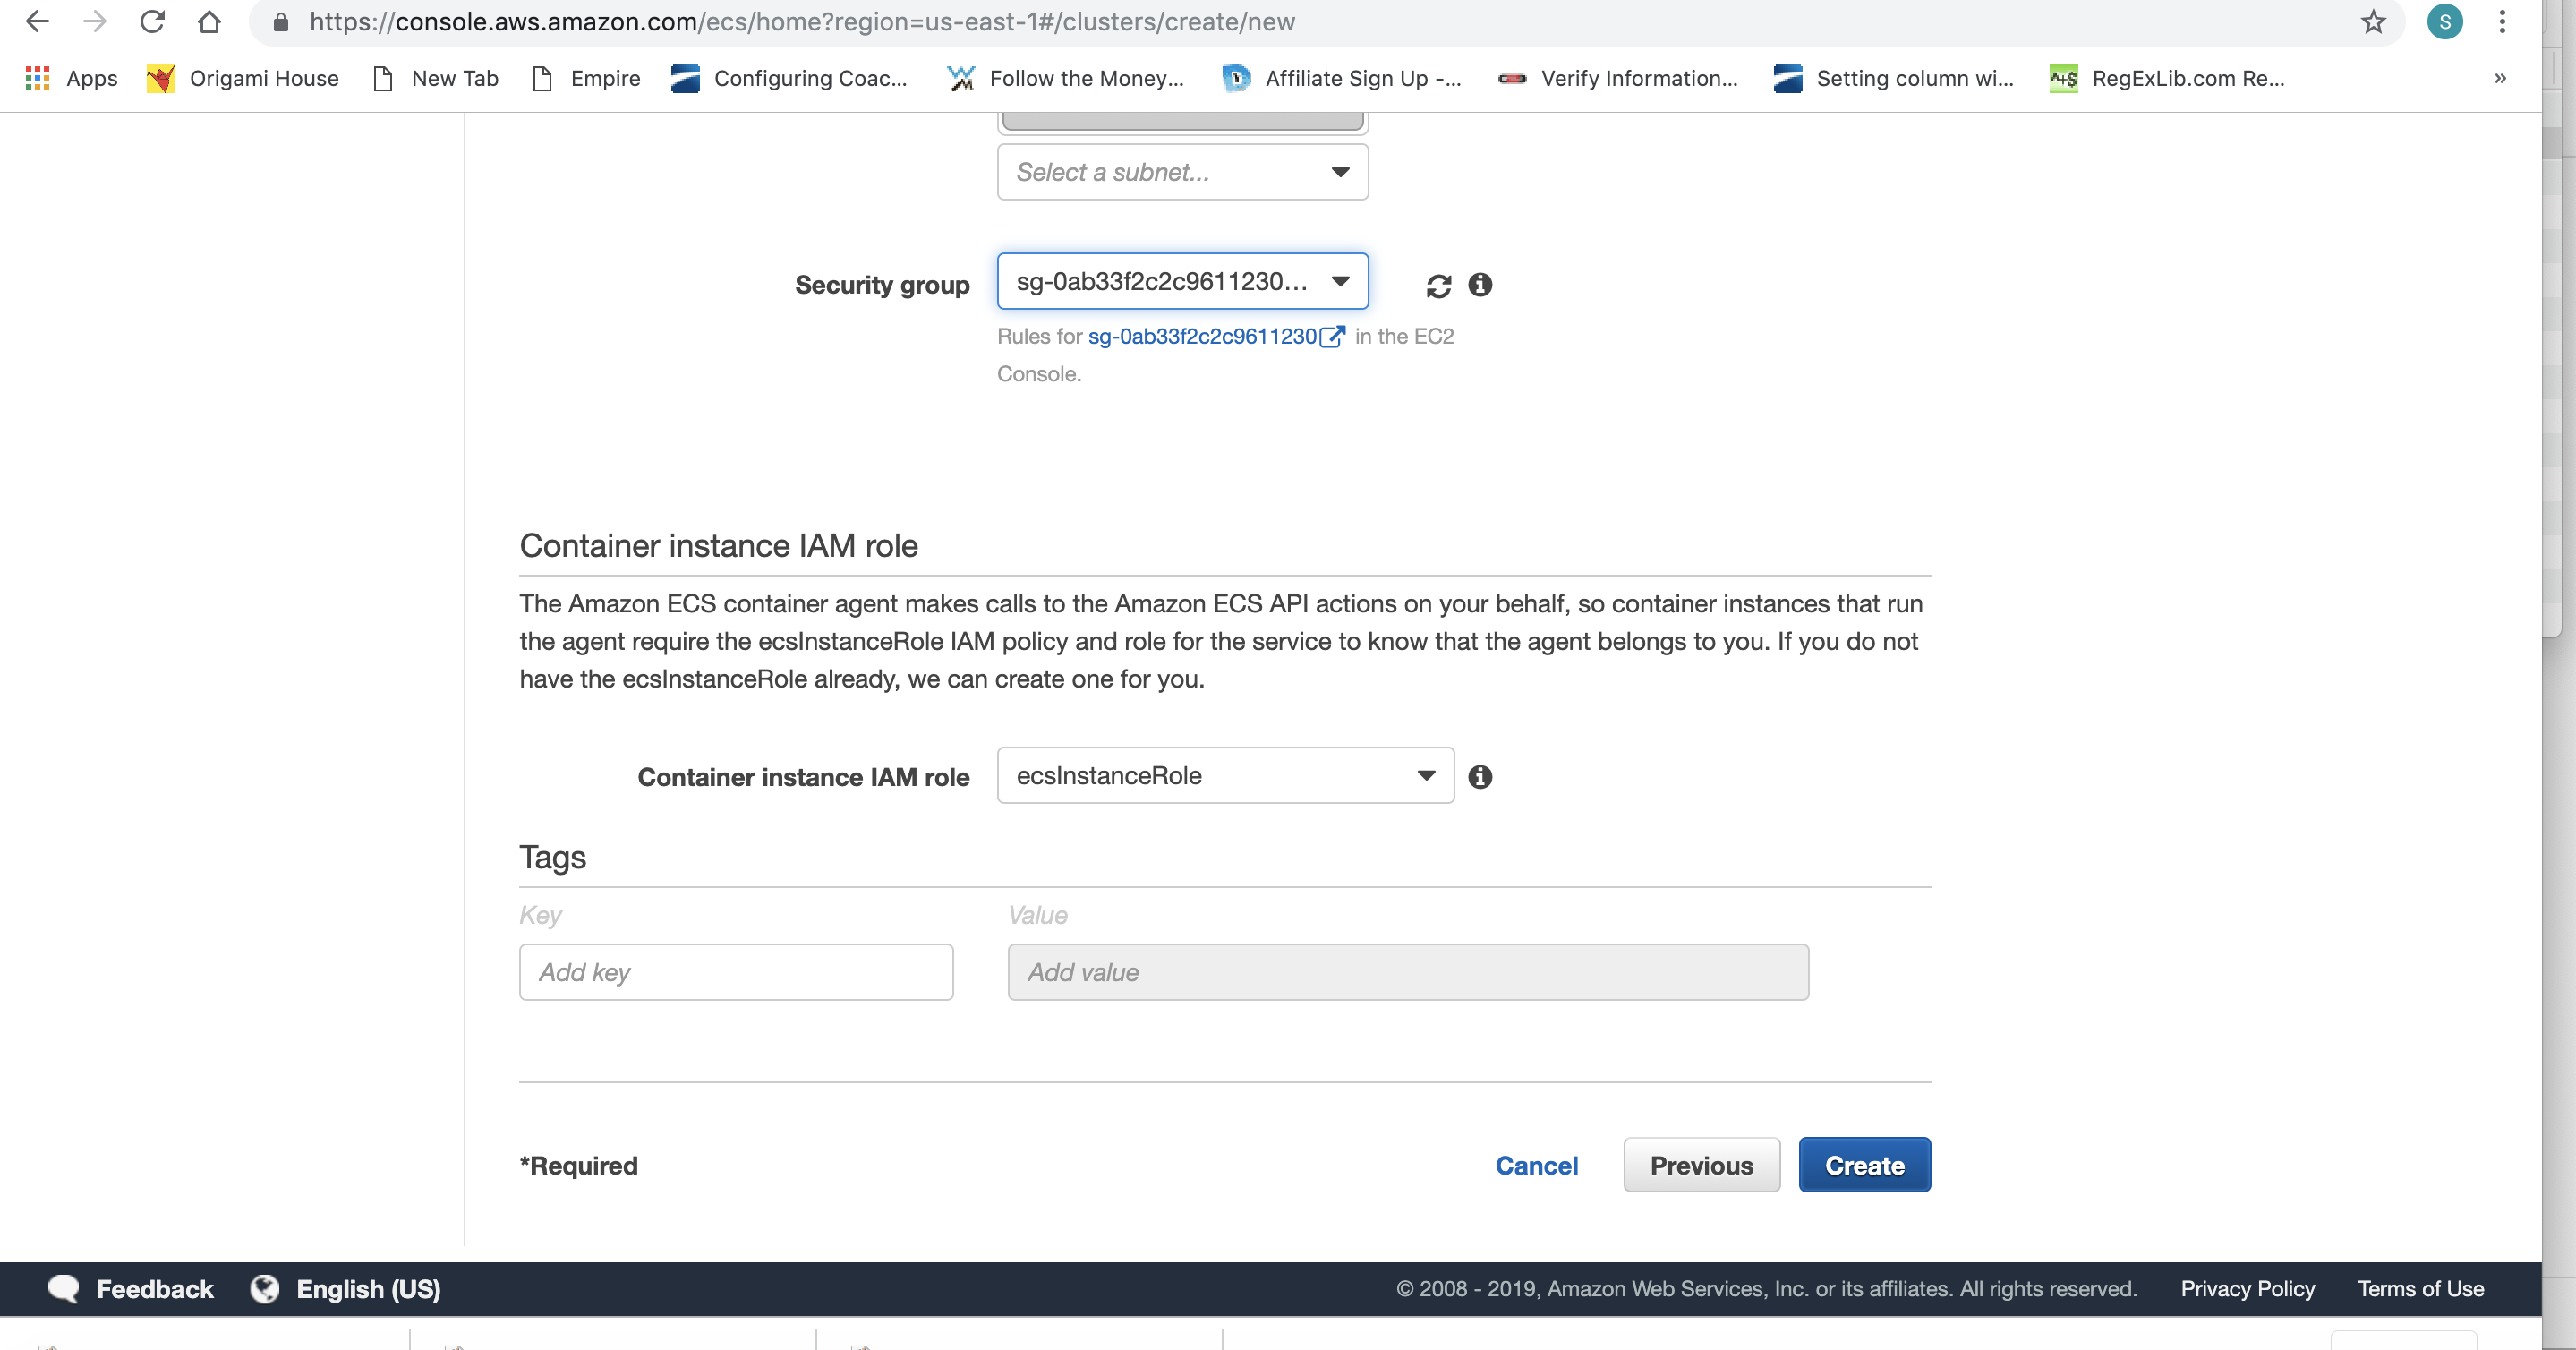 https://console.aws.amazon.com/ecs/home?region=us-east-1#/clusters/create/new
S
Apps
Origami House
New Tab
Empire
Configuring Coac...
Follow the Money...
Affiliate Sign Up -...
Verify Information...
Setting column wi...
RegExLib.com Re...
»
Select a subnet...
Security group
sg-0ab33f2c2c9611230...
Rules for sg-0ab33f2c2c9611230 in the EC2
Console.
Container instance IAM role
The Amazon ECS container agent makes calls to the Amazon ECS API actions on your behalf, so container instances that run
the agent require the ecsInstanceRole IAM policy and role for the service to know that the agent belongs to you. If you do not
have the ecsInstanceRole already, we can create one for you.
Container instance IAM role
ecsInstanceRole
Tags
Key
Value
Add key
Add value
*Required
Cancel
Previous
Create
Feedback
English (US)
© 2008 - 2019, Amazon Web Services, Inc. or its affiliates. All rights reserved.
Privacy Policy
Terms of Use